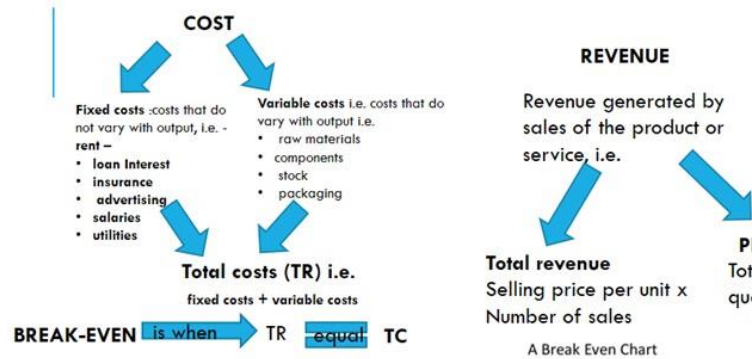 COST
Fixed costs :costs that do
not vary with output, i.e. -
rent –
• loan Interest
• insurance
• advertising
• salaries
• utilities
Variable costs i.e. costs that do
vary with output i.e.
• raw materials
• components
• stock
• packaging
Total costs (TR) i.e.
fixed costs + variable costs
BREAK-EVEN is when TR equal TC
REVENUE
Revenue generated by
sales of the product or
service, i.e.
Total revenue
Selling price per unit x
Number of sales
A Break Even Chart